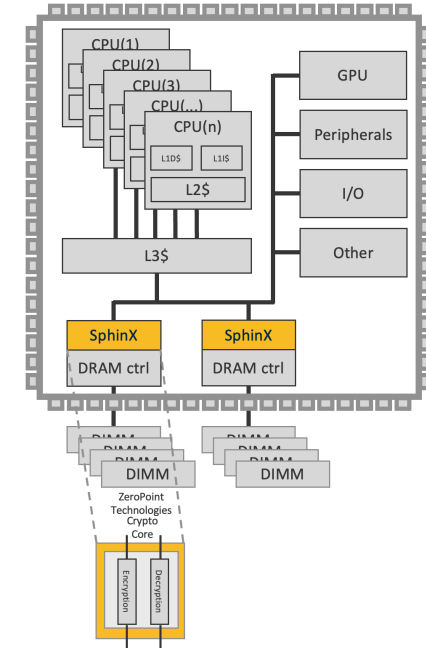 CPU(1)
CPU(2)
CPU(3)
CPU(...)
CPU(n)
L1D$
L1I$
L2$
L3$
GPU
Peripherals
I/O
Other
SphinX
DRAM ctrl
SphinX
DRAM ctrl
DIMM
DIMM
DIMM
DIMM
DIMM
DIMM
DIMM
DIMM
ZeroPoint
Technologies
Crypto
Core
Encryption
Decryption